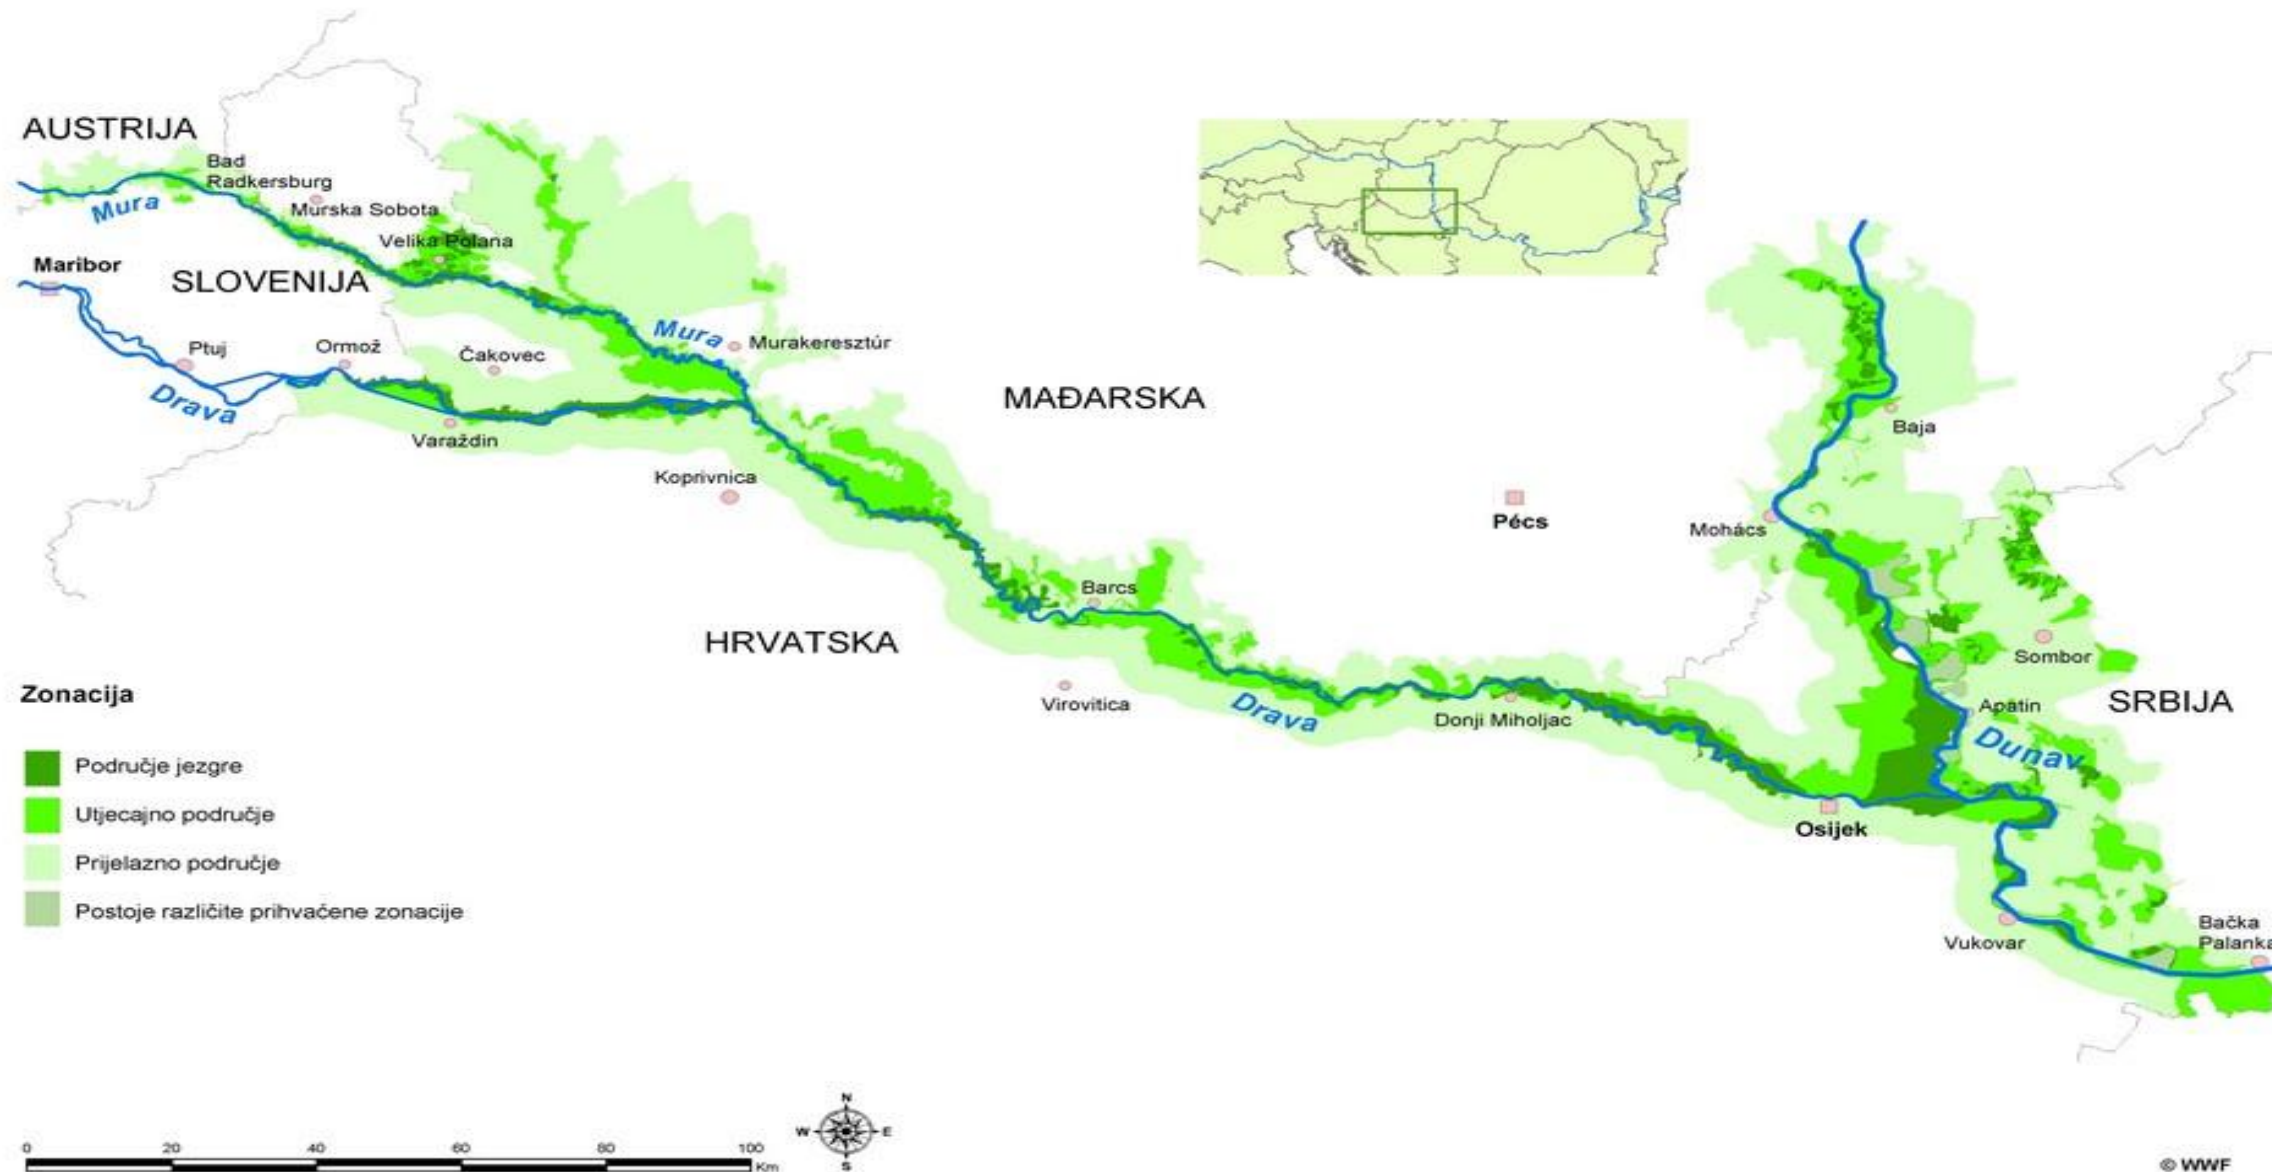 AUSTRIJA
Bad
Radkersburg
Mura
Murska Sobota
Velika Polana
Maribor
SLOVENIJA
Mura
Murakeresztúr
Ptuj
Ormož
Čakovec
Drava
Varaždin
MAĐARSKA
Baja
Koprivnica
Pécs
Mohács
Barcs
HRVATSKA
Sombor
Zonacija
Virovitica
Drava
Donji Miholjac
Apatin
SRBIJA
Dunav
Područje jezgre
Utjecajno područje
Osijek
Prijelazno područje
Postoje različite prihvaćene zonacije
Vukovar
Bačka
Palanka
N
W E
S
0 20 40 60 80 100
Km
© WWF